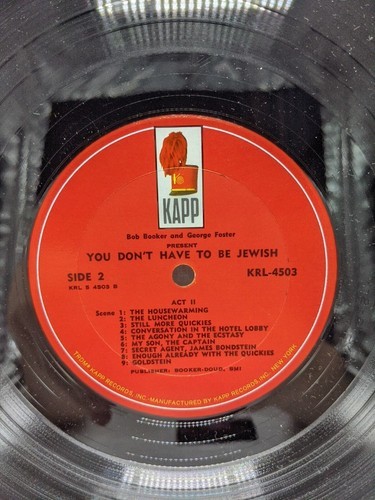 KAPP
Bob Booker and George Foster
PRESENT
YOU DON'T HAVE TO BE JEWISH
SIDE 2 KRL-4503
KRL S 4503 B
ACT II
Scene 1: THE HOUSEWARMING
2: THE LUNCHEON
3: STILL MORE QUICKIES
4: CONVERSATION IN THE HOTEL LOBBY
5: THE AGONY AND THE ECSTASY
6: MY SON, THE CAPTAIN
7: SECRET AGENT, JAMES BONDSTEIN
8: ENOUGH ALREADY WITH THE QUICKIES
9: GOLDSTEIN
PUBLISHER: BOOKER-DOUD, BMI
KAPP RECORDS, INC.-MANUFACTURED BY KAPP RECORDS, INC. NEW YORK